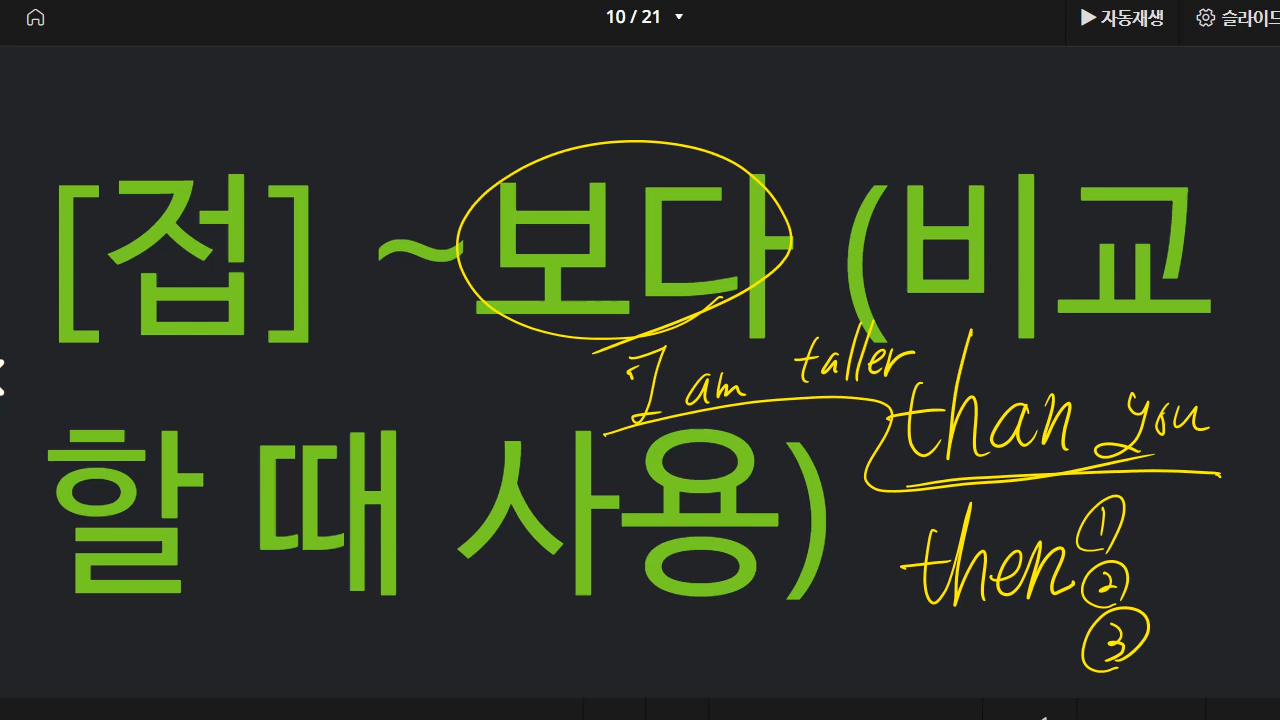 10 / 21
▶ 자동재생
슬라이드
[접] ~보다 (비교
I am taller than you
할 때 사용)
then ① ② ③